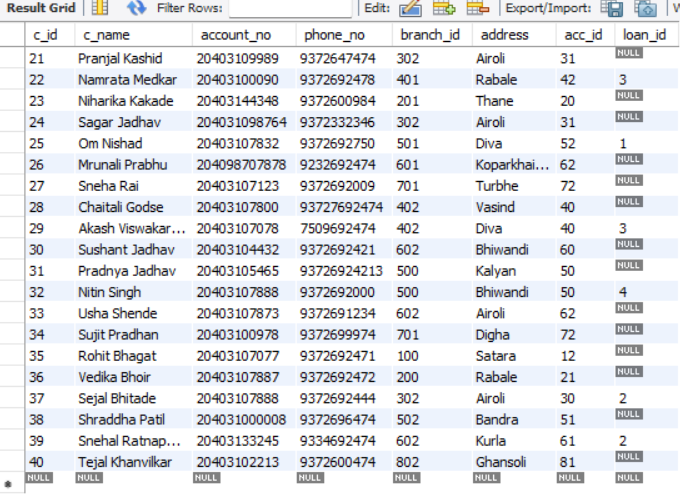 Result Grid Filter Rows: Edit: Export/Import:
c_id c_name account_no phone_no branch_id address acc_id loan_id
21 Pranjal Kashid 20403109989 9372647474 302 Airoli 31 NULL
22 Namrata Medkar 20403100090 9372692478 401 Rabale 42 3
23 Niharika Kakade 20403144348 9372600984 201 Thane 20 NULL
24 Sagar Jadhav 204031098764 9372332346 302 Airoli 31 NULL
25 Om Nishad 20403107832 9372692750 501 Diva 52 1
26 Mrunali Prabhu 204098707878 9232692474 601 Koparkhai... 62 NULL
27 Sneha Rai 20403107123 9372692009 701 Turbhe 72 NULL
28 Chaitali Godse 20403107800 93727692474 402 Vasind 40 NULL
29 Akash Viswakar... 20403107078 7509692474 402 Diva 40 3
30 Sushant Jadhav 20403104432 9372692421 602 Bhiwandi 60 NULL
31 Pradnya Jadhav 20403105465 93726924213 500 Kalyan 50 NULL
32 Nitin Singh 20403107888 9372692000 500 Bhiwandi 50 4
33 Usha Shende 20403107873 9372691234 602 Airoli 62 NULL
34 Sujit Pradhan 20403100978 9372699974 701 Digha 72 NULL
35 Rohit Bhagat 20403107077 9372692471 100 Satara 12 NULL
36 Vedika Bhoir 20403107887 9372692472 200 Rabale 21 NULL
37 Sejal Bhitade 20403107888 9372692444 302 Airoli 30 2
38 Shraddha Patil 204031000008 9372696474 502 Bandra 51 NULL
39 Snehal Ratnap... 20403133245 9334692474 602 Kurla 61 2
40 Tejal Khanvilkar 20403102213 9372600474 802 Ghansoli 81 NULL
NULL NULL NULL NULL NULL NULL NULL NULL